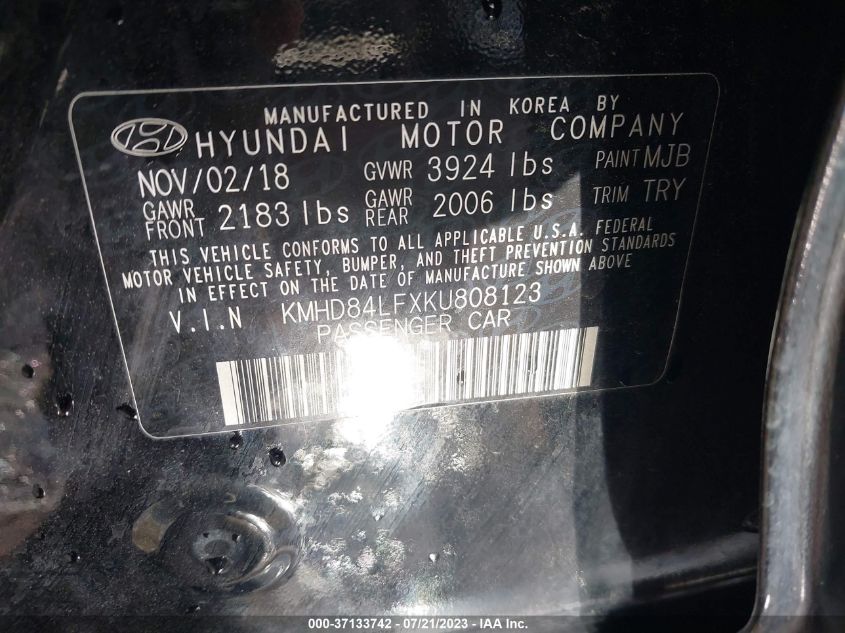 MANUFACTURED IN KOREA BY
HYUNDAI MOTOR COMPANY
NOV/02/18 GVWR 3924 lbs PAINT MJB
GAWR FRONT 2183 lbs GAWR REAR 2006 lbs TRIM TRY
THIS VEHICLE CONFORMS TO ALL APPLICABLE U.S.A. FEDERAL
MOTOR VEHICLE SAFETY, BUMPER, AND THEFT PREVENTION STANDARDS
IN EFFECT ON THE DATE OF MANUFACTURE SHOWN ABOVE
V.I.N KMHD84LFXKU808123
PASSENGER CAR
000-37133742 - 07/21/2023 - IAA Inc.